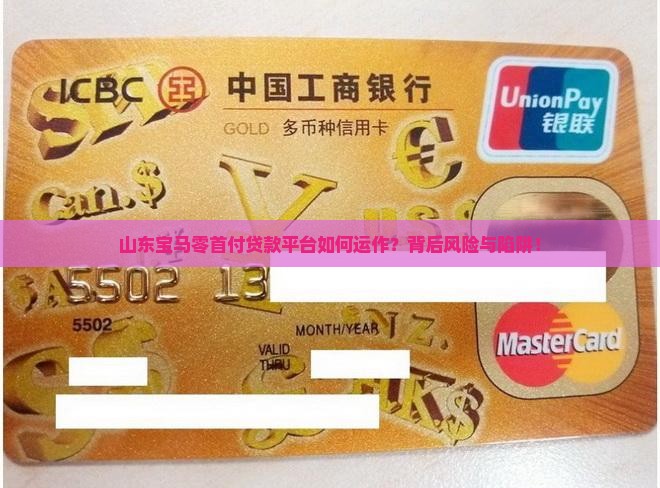 ICBC 中国工商银行
UnionPay
银联
GOLD 多币种信用卡
Can.$
山东宝马零首付贷款平台如何运作？背后风险与陷阱！
5502 13
5502
MONTH/YEAR
VALID
THRU
MasterCard
HK$